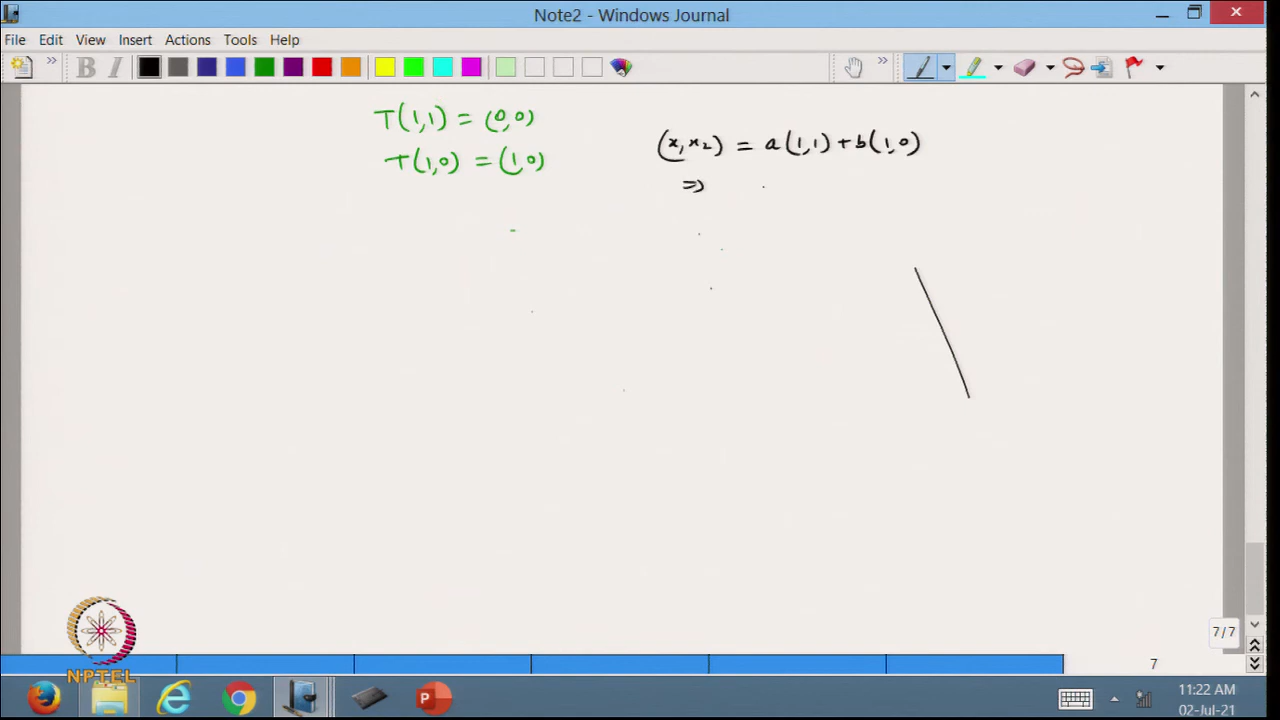 Note2 - Windows Journal
File Edit View Insert Actions Tools Help
T(1,1) = (0,0)
T(1,0) = (1,0)
(x, x2) = a(1,1) + b(1,0)
⇒
7/7
7
NPTEL
11:22 AM
02-Jul-21